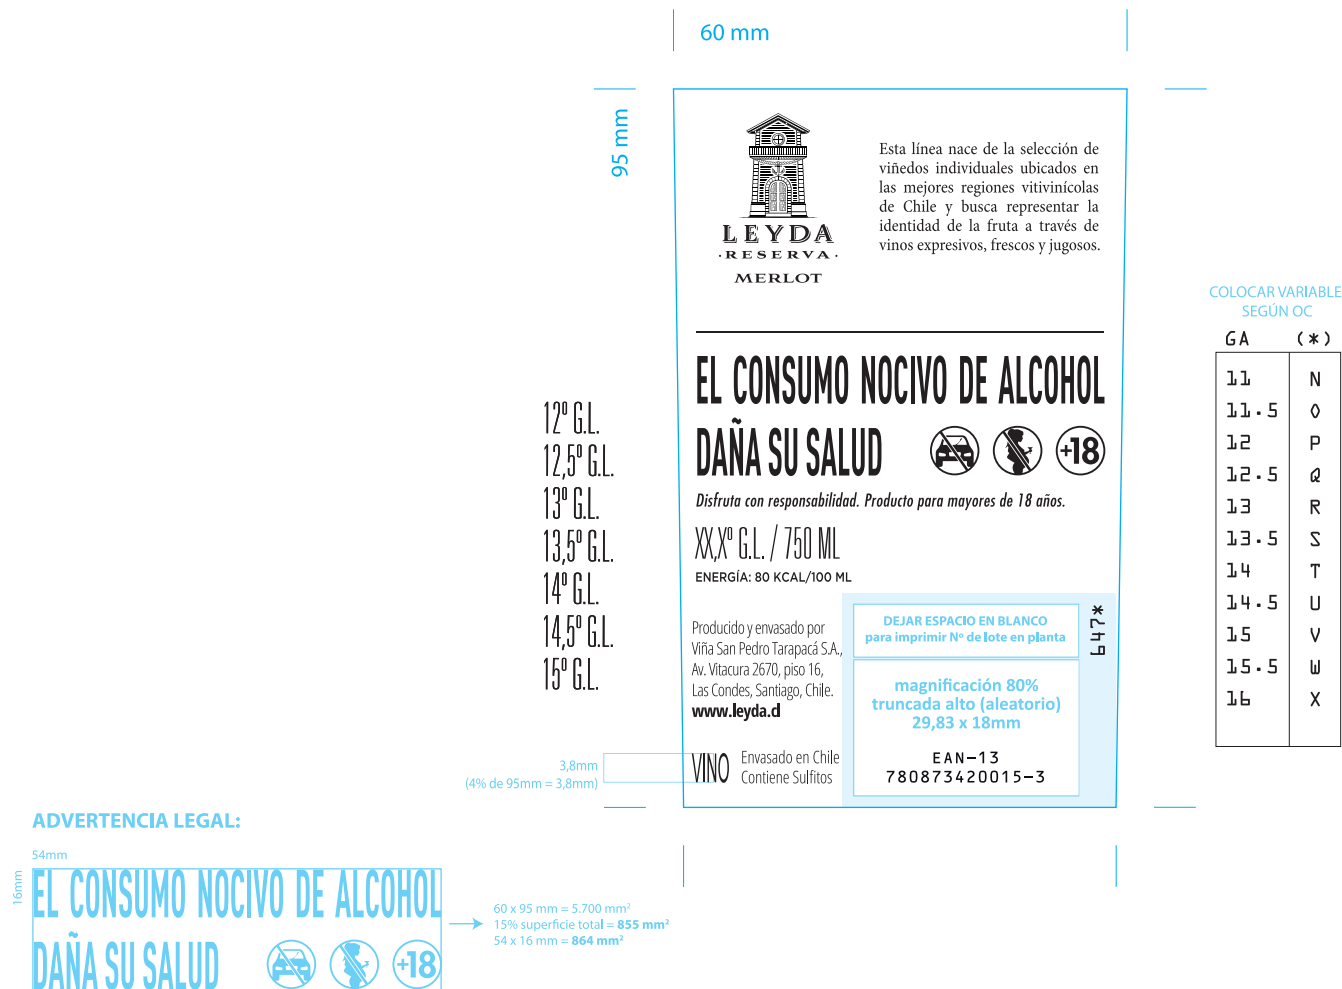 60 mm
95 mm
LEYDA
·RESERVA·
MERLOT
Esta línea nace de la selección de
viñedos individuales ubicados en
las mejores regiones vitivinícolas
de Chile y busca representar la
identidad de la fruta a través de
vinos expresivos, frescos y jugosos.
EL CONSUMO NOCIVO DE ALCOHOL
DAÑA SU SALUD
+18
Disfruta con responsabilidad. Producto para mayores de 18 años.
XX,Xº G.L. / 750 ML
ENERGÍA: 80 KCAL/100 ML
Producido y envasado por
Viña San Pedro Tarapacá S.A.,
Av. Vitacura 2670, piso 16,
Las Condes, Santiago, Chile.
www.leyda.cl
VINO
Envasado en Chile
Contiene Sulfitos
DEJAR ESPACIO EN BLANCO
para imprimir Nº de lote en planta
647*
magnificación 80%
truncada alto (aleatorio)
29,83 x 18mm
EAN-13
780873420015-3
12º G.L.
12,5º G.L.
13º G.L.
13,5º G.L.
14º G.L.
14,5º G.L.
15º G.L.
COLOCAR VARIABLE
SEGÚN OC
GA (*)
11 N
11.5 O
12 P
12.5 Q
13 R
13.5 S
14 T
14.5 U
15 V
15.5 W
16 X
3,8mm
(4% de 95mm = 3,8mm)
ADVERTENCIA LEGAL:
54mm
16mm
EL CONSUMO NOCIVO DE ALCOHOL
DAÑA SU SALUD
+18
60 x 95 mm = 5.700 mm²
15% superficie total = 855 mm²
54 x 16 mm = 864 mm²